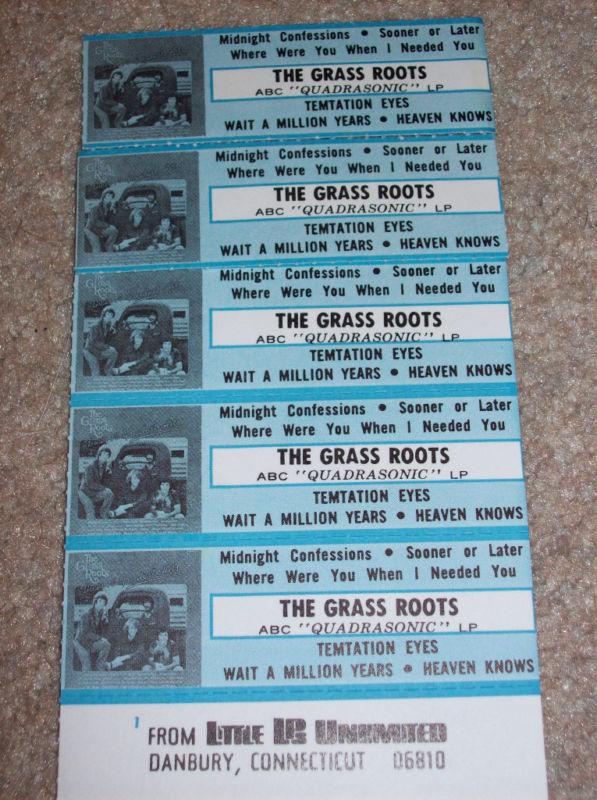 Midnight Confessions • Sooner or Later
Where Were You When I Needed You
THE GRASS ROOTS
ABC "QUADRASONIC" LP
TEMTATION EYES
WAIT A MILLION YEARS • HEAVEN KNOWS
Midnight Confessions • Sooner or Later
Where Were You When I Needed You
THE GRASS ROOTS
ABC "QUADRASONIC" LP
TEMTATION EYES
WAIT A MILLION YEARS • HEAVEN KNOWS
Midnight Confessions • Sooner or Later
Where Were You When I Needed You
THE GRASS ROOTS
ABC "QUADRASONIC" LP
TEMTATION EYES
WAIT A MILLION YEARS • HEAVEN KNOWS
Midnight Confessions • Sooner or Later
Where Were You When I Needed You
THE GRASS ROOTS
ABC "QUADRASONIC" LP
TEMTATION EYES
WAIT A MILLION YEARS • HEAVEN KNOWS
Midnight Confessions • Sooner or Later
Where Were You When I Needed You
THE GRASS ROOTS
ABC "QUADRASONIC" LP
TEMTATION EYES
WAIT A MILLION YEARS • HEAVEN KNOWS
1
FROM LITTLE LPs UNLIMITED
DANBURY, CONNECTICUT 06810